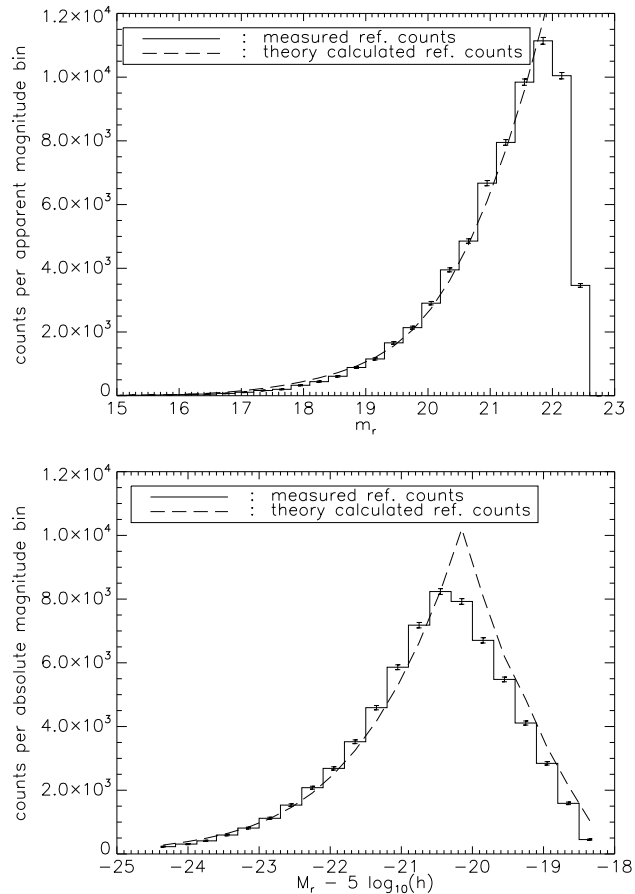 1.2×10⁴
1.0×10⁴
8.0×10³
6.0×10³
4.0×10³
2.0×10³
0
counts per apparent magnitude bin
: measured ref. counts
: theory calculated ref. counts
15 16 17 18 19 20 21 22 23
m_r
1.2×10⁴
1.0×10⁴
8.0×10³
6.0×10³
4.0×10³
2.0×10³
0
counts per absolute magnitude bin
: measured ref. counts
: theory calculated ref. counts
-25 -24 -23 -22 -21 -20 -19 -18
M_r - 5 log₁₀(h)